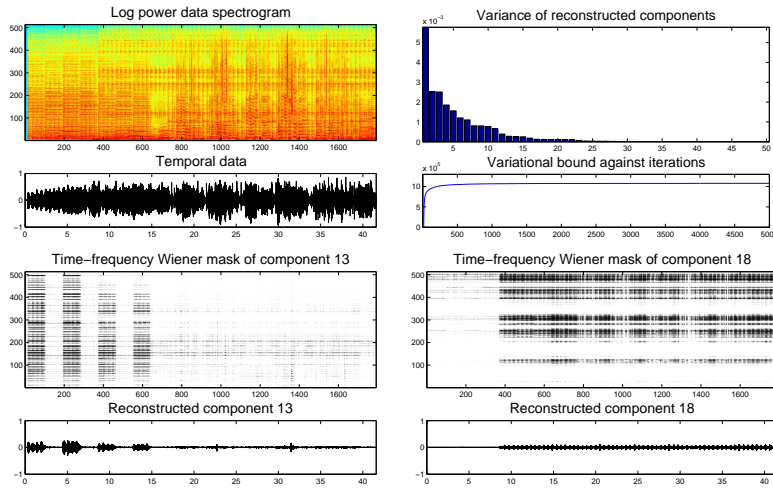 Log power data spectrogram
500
400
300
200
100
200 400 600 800 1000 1200 1400 1600
Variance of reconstructed components
x 10^-3
5
4
3
2
1
0
5 10 15 20 25 30 35 40 45 50
Temporal data
1
0
−1
0 5 10 15 20 25 30 35 40
Variational bound against iterations
x 10^5
10
5
0
500 1000 1500 2000 2500 3000 3500 4000 4500 5000
Time−frequency Wiener mask of component 13
500
400
300
200
100
200 400 600 800 1000 1200 1400 1600
Time−frequency Wiener mask of component 18
500
400
300
200
100
200 400 600 800 1000 1200 1400 1600
Reconstructed component 13
1
0
−1
0 5 10 15 20 25 30 35 40
Reconstructed component 18
1
0
−1
0 5 10 15 20 25 30 35 40